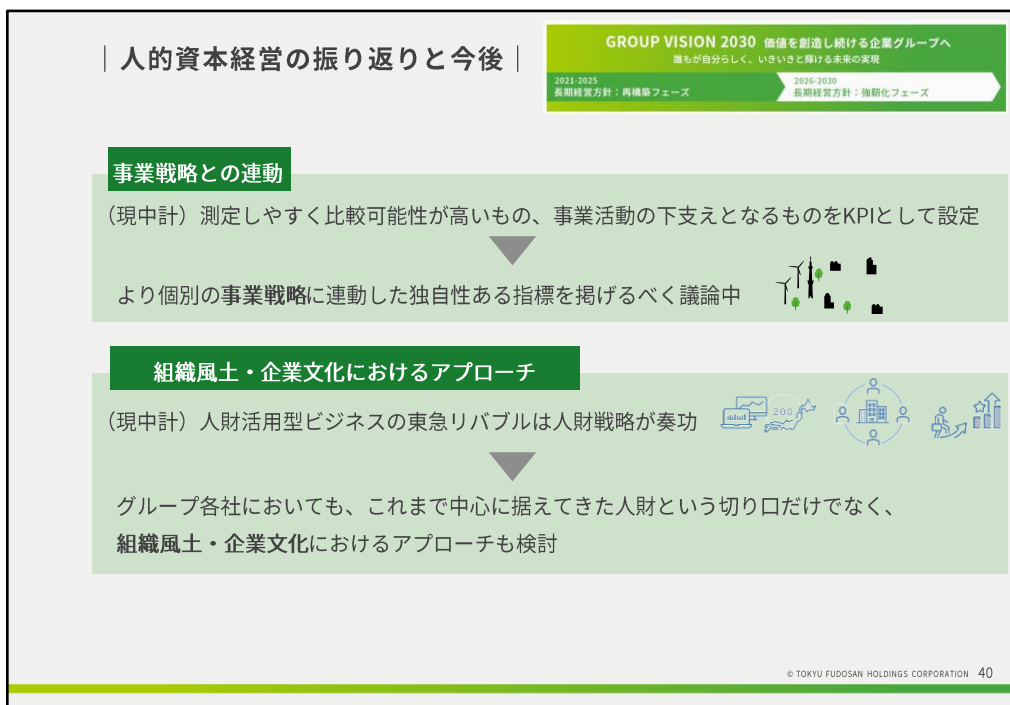 ｜人的資本経営の振り返りと今後｜
GROUP VISION 2030 価値を創造し続ける企業グループへ
誰もが自分らしく、いきいきと輝ける未来の実現
2021-2025
長期経営方針：再構築フェーズ
2026-2030
長期経営方針：強靭化フェーズ
事業戦略との連動
（現中計）測定しやすく比較可能性が高いもの、事業活動の下支えとなるものをKPIとして設定
より個別の事業戦略に連動した独自性ある指標を掲げるべく議論中
組織風土・企業文化におけるアプローチ
（現中計）人財活用型ビジネスの東急リバブルは人財戦略が奏功
200
グループ各社においても、これまで中心に据えてきた人財という切り口だけでなく、
組織風土・企業文化におけるアプローチも検討
© TOKYU FUDOSAN HOLDINGS CORPORATION 40